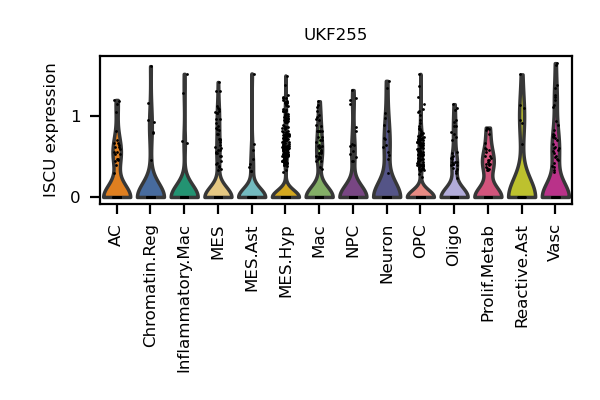 UKF255
ISCU expression
1
0
AC
Chromatin.Reg
Inflammatory.Mac
MES
MES.Ast
MES.Hyp
Mac
NPC
Neuron
OPC
Oligo
Prolif.Metab
Reactive.Ast
Vasc